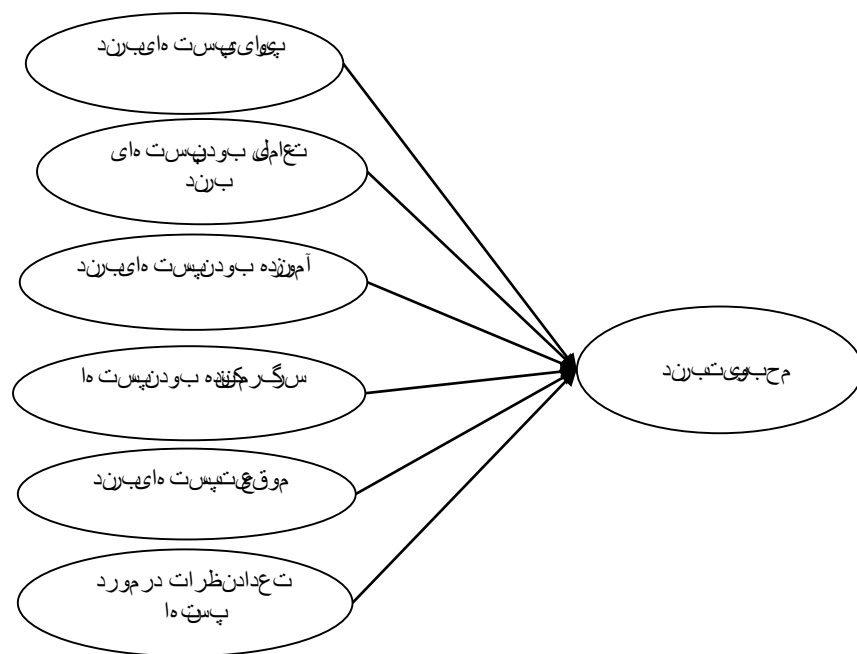 پویایی پست های برند
تعاملی بودن پست های
برند
آموزنده بودن پست های برند
سرگرم کننده بودن پست ها
موقعیت پست های برند
تعداد نظرات در مورد
پست ها
محبوبیت برند